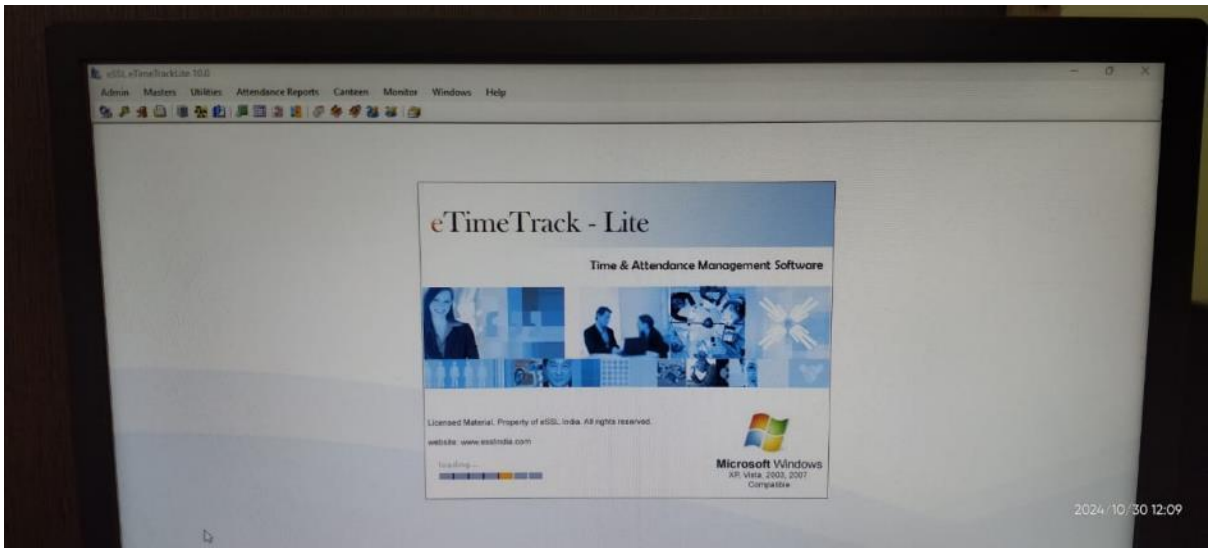 eSSL eTimeTrackLite 10.0
Admin Masters Utilities Attendance Reports Canteen Monitor Windows Help
eTimeTrack - Lite
Time & Attendance Management Software
Licensed Material. Property of eSSL India. All rights reserved.
website: www.esslindia.com
loading...
Microsoft Windows
XP, Vista, 2003, 2007
Compatible
2024/10/30 12:09